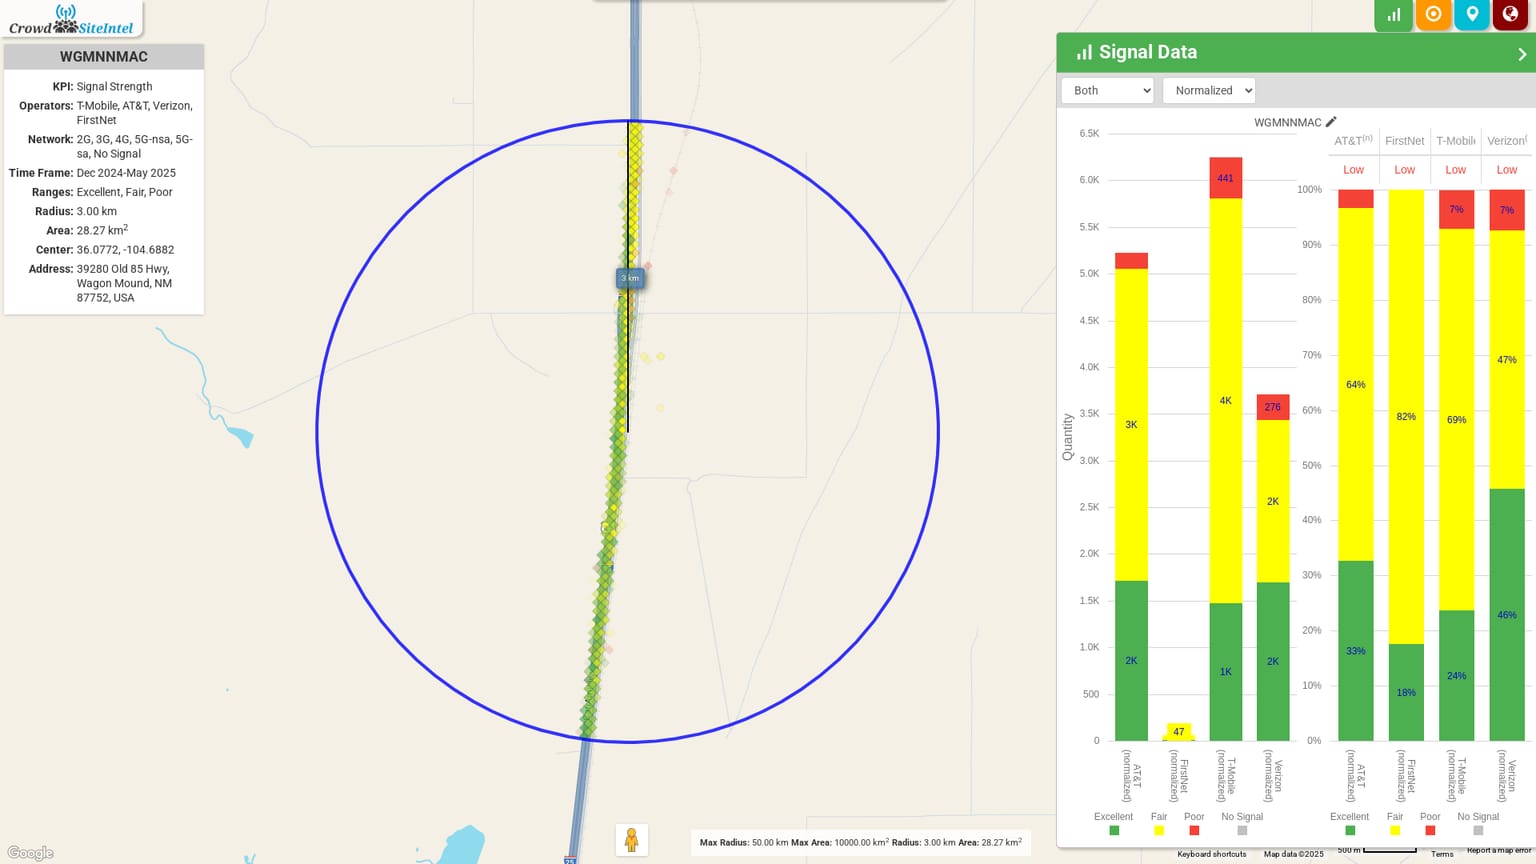 Crowd SiteIntel
WGMNNMAC
KPI: Signal Strength
Operators: T-Mobile, AT&T, Verizon,
FirstNet
Network: 2G, 3G, 4G, 5G-nsa, 5G-
sa, No Signal
Time Frame: Dec 2024-May 2025
Ranges: Excellent, Fair, Poor
Radius: 3.00 km
Area: 28.27 km²
Center: 36.0772, -104.6882
Address: 39280 Old 85 Hwy,
Wagon Mound, NM
87752, USA
3 km
25
Google
Max Radius: 50.00 km Max Area: 10000.00 km² Radius: 3.00 km Area: 28.27 km²
Signal Data
Both
Normalized
WGMNNMAC
6.5K
6.0K
5.5K
5.0K
4.5K
4.0K
3.5K
3.0K
2.5K
2.0K
1.5K
1.0K
500
0
Quantity
3K
2K
47
441
4K
1K
276
2K
2K
AT&T (normalized)
FirstNet (normalized)
T-Mobile (normalized)
Verizon (normalized)
Excellent Fair Poor No Signal
AT&T(n) FirstNet T-Mobil Verizon(
Low Low Low Low
100%
90%
80%
70%
60%
50%
40%
30%
20%
10%
0%
64%
33%
82%
18%
7%
69%
24%
7%
47%
46%
AT&T (normalized)
FirstNet (normalized)
T-Mobile (normalized)
Verizon (normalized)
Excellent Fair Poor No Signal
Keyboard shortcuts Map data ©2025 500 m Terms Report a map error